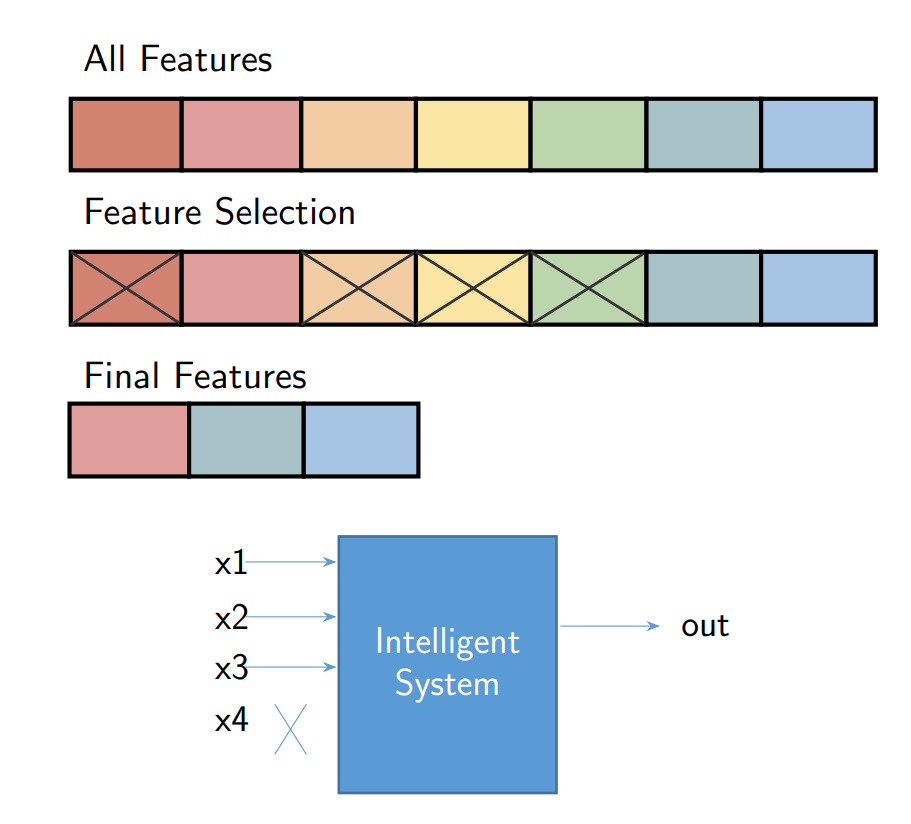 All Features
Feature Selection
Final Features
x1
x2
x3
x4
Intelligent
System
out